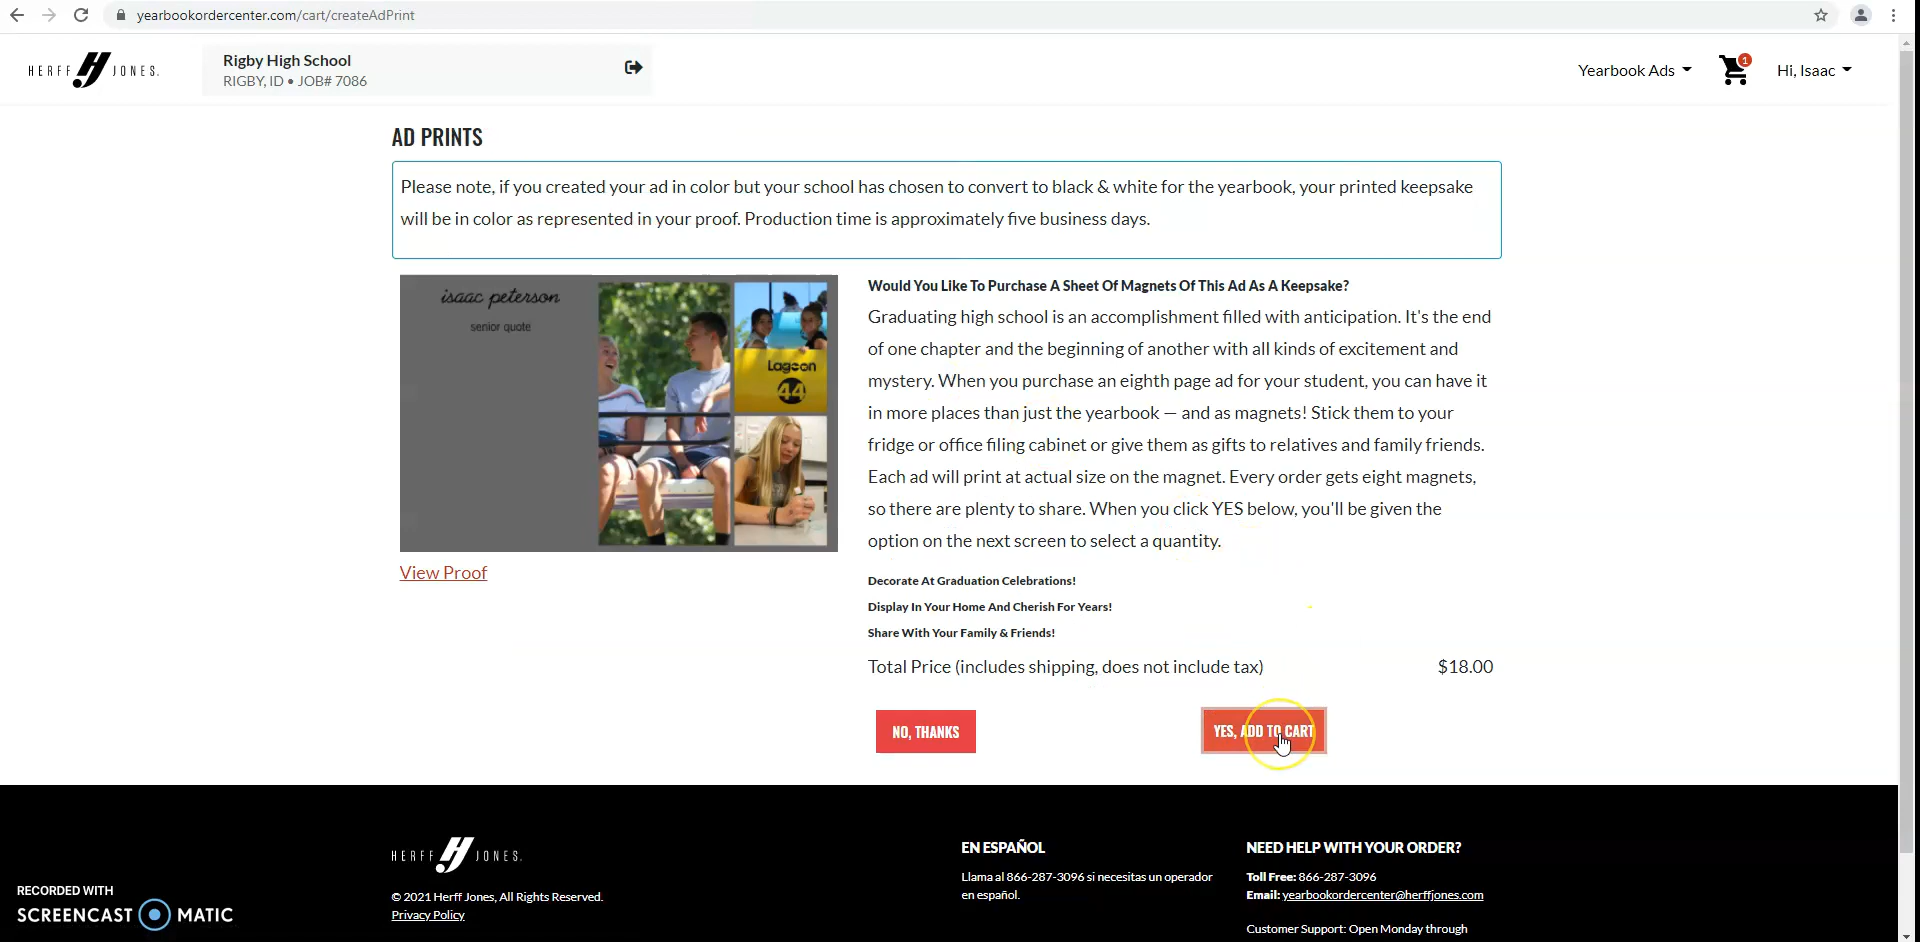 yearbookordercenter.com/cart/createAdPrint
HERFF JONES.
Rigby High School
RIGBY, ID • JOB# 7086
Yearbook Ads
1
Hi, Isaac
AD PRINTS
Please note, if you created your ad in color but your school has chosen to convert to black & white for the yearbook, your printed keepsake
will be in color as represented in your proof. Production time is approximately five business days.
isaac peterson
senior quote
Lagoon
44
View Proof
Would You Like To Purchase A Sheet Of Magnets Of This Ad As A Keepsake?
Graduating high school is an accomplishment filled with anticipation. It's the end
of one chapter and the beginning of another with all kinds of excitement and
mystery. When you purchase an eighth page ad for your student, you can have it
in more places than just the yearbook — and as magnets! Stick them to your
fridge or office filing cabinet or give them as gifts to relatives and family friends.
Each ad will print at actual size on the magnet. Every order gets eight magnets,
so there are plenty to share. When you click YES below, you'll be given the
option on the next screen to select a quantity.
Decorate At Graduation Celebrations!
Display In Your Home And Cherish For Years!
Share With Your Family & Friends!
Total Price (includes shipping, does not include tax) $18.00
NO, THANKS
YES, ADD TO CART
HERFF JONES.
© 2021 Herff Jones, All Rights Reserved.
Privacy Policy
EN ESPAÑOL
Llama al 866-287-3096 si necesitas un operador
en español.
NEED HELP WITH YOUR ORDER?
Toll Free: 866-287-3096
Email: yearbookordercenter@herffjones.com
Customer Support: Open Monday through
RECORDED WITH
SCREENCAST MATIC